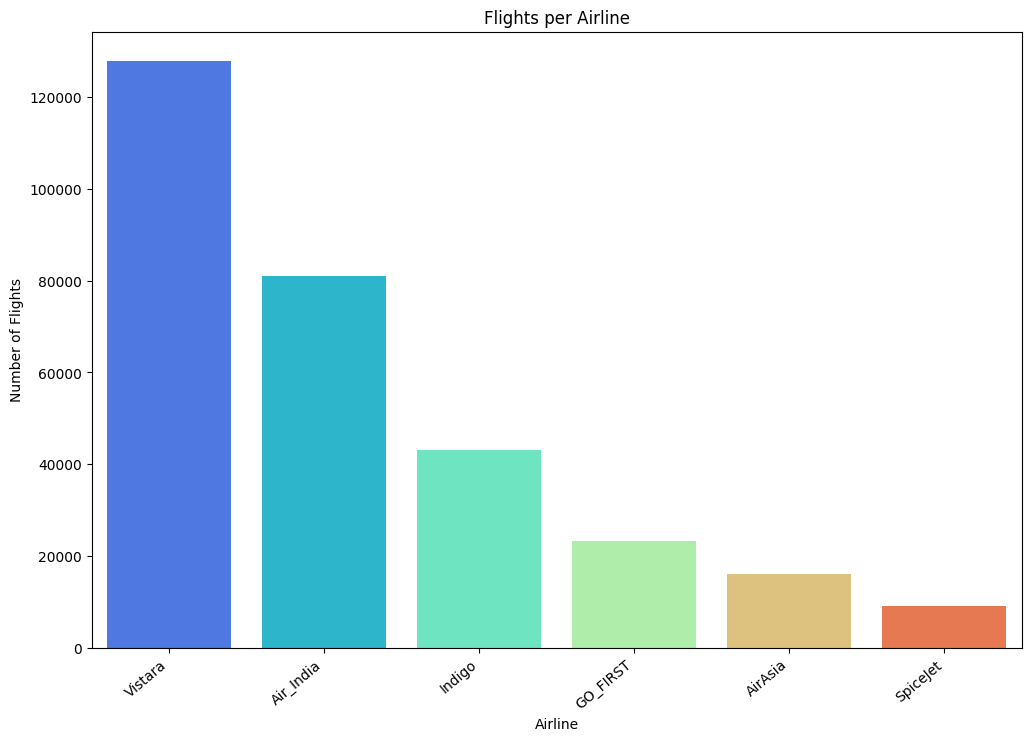 Flights per Airline
Number of Flights
120000
100000
80000
60000
40000
20000
0
Vistara
Air_India
Indigo
GO_FIRST
AirAsia
SpiceJet
Airline